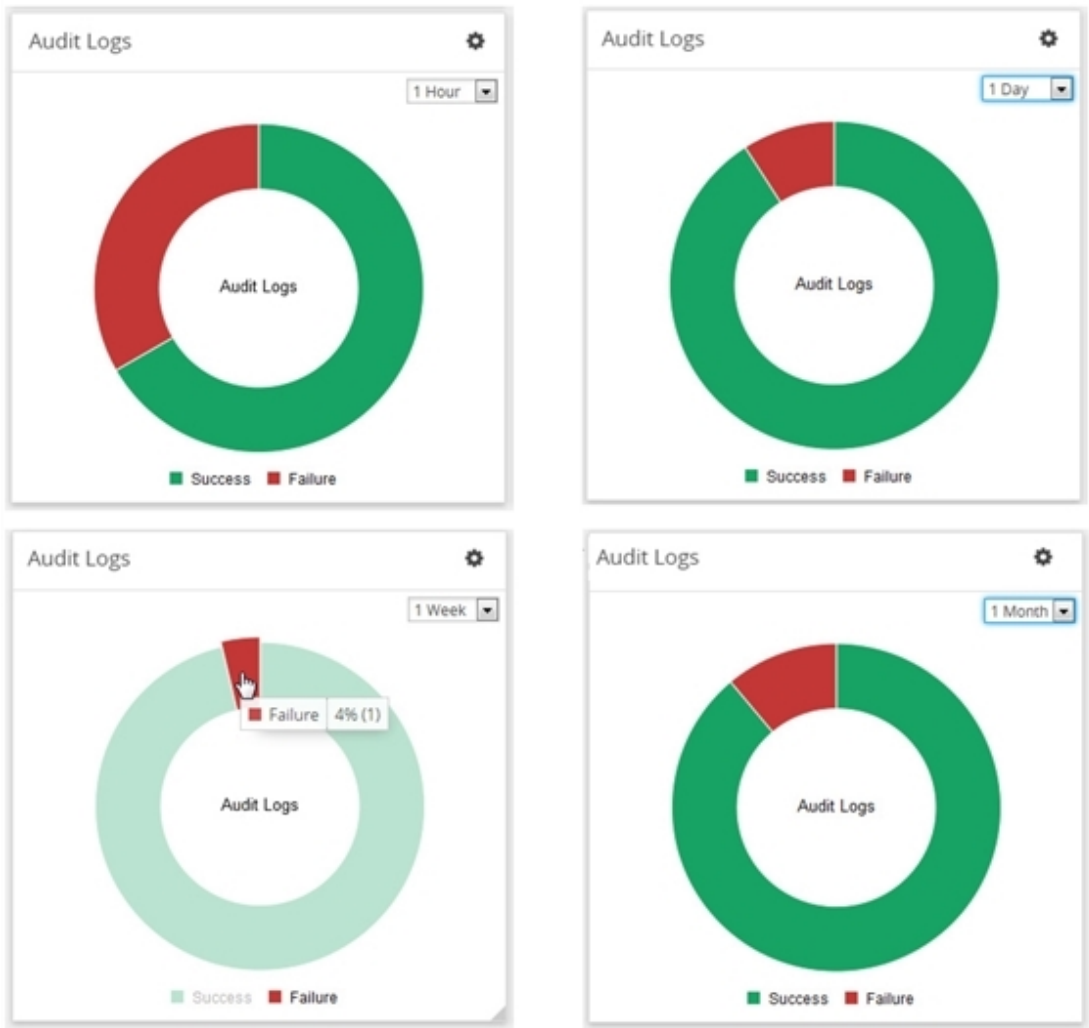 Audit Logs
1 Hour
Audit Logs
Success Failure
Audit Logs
1 Day
Audit Logs
Success Failure
Audit Logs
1 Week
Failure 4% (1)
Audit Logs
Success Failure
Audit Logs
1 Month
Audit Logs
Success Failure